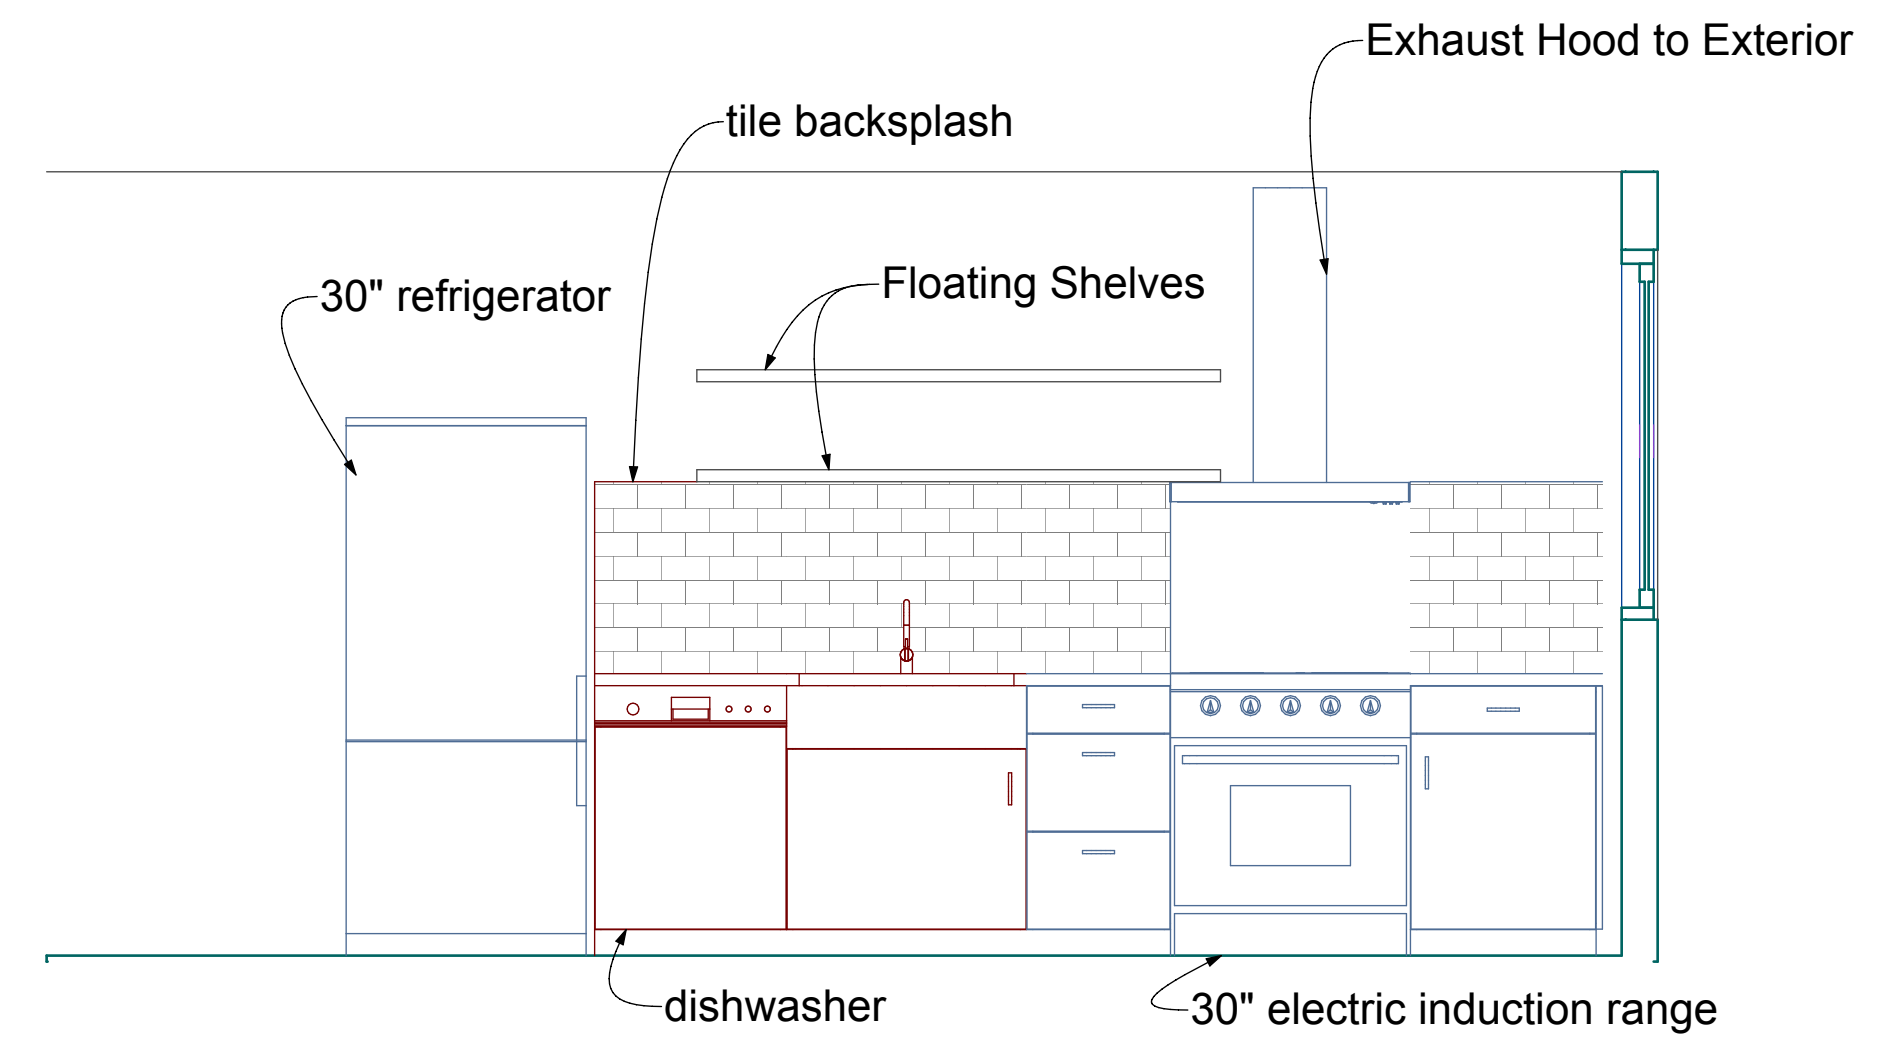 Exhaust Hood to Exterior
tile backsplash
Floating Shelves
30" refrigerator
dishwasher
30" electric induction range